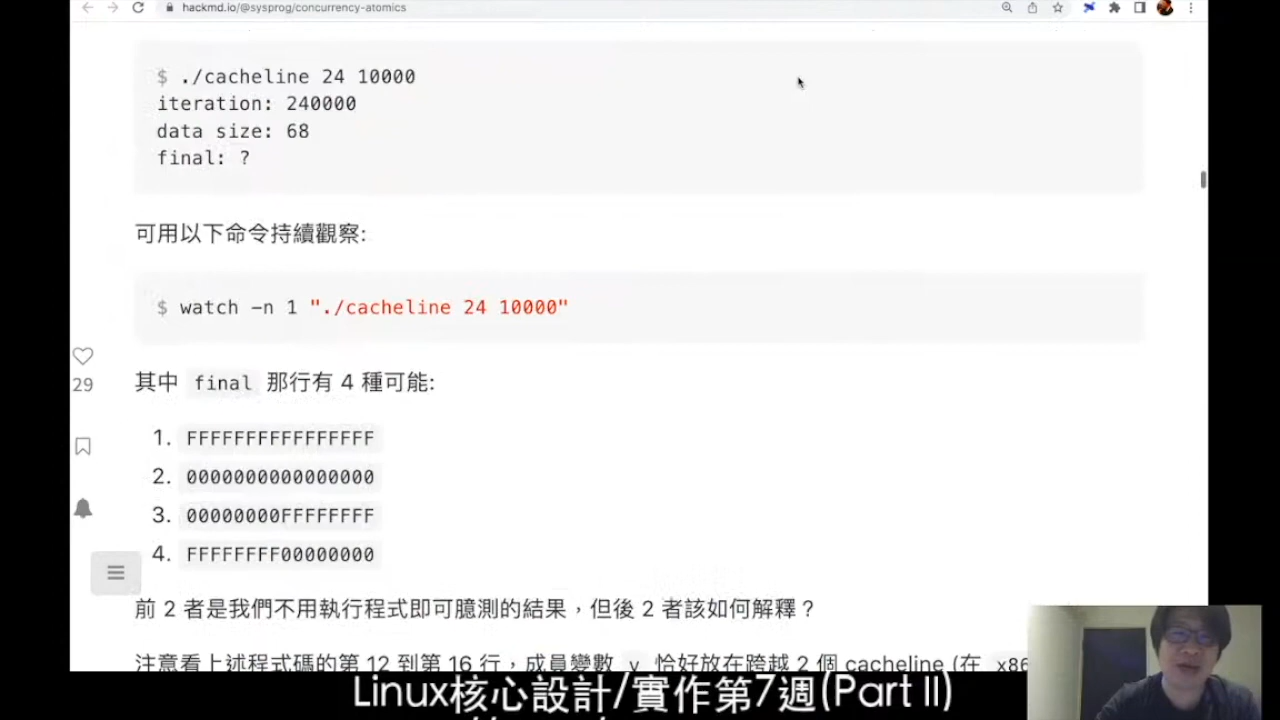 hackmd.io/@sysprog/concurrency-atomics
$ ./cacheline 24 10000
iteration: 240000
data size: 68
final: ?
可用以下命令持續觀察:
$ watch -n 1 "./cacheline 24 10000"
29
其中 final 那行有 4 種可能:
1. FFFFFFFFFFFFFFFF
2. 0000000000000000
3. 00000000FFFFFFFF
4. FFFFFFFF00000000
前 2 者是我們不用執行程式即可臆測的結果，但後 2 者該如何解釋？
注意看上述程式碼的第 12 到第 16 行，成員變數 v 恰好放在跨越 2 個 cacheline (在 x86
Linux核心設計/實作第7週(Part II)